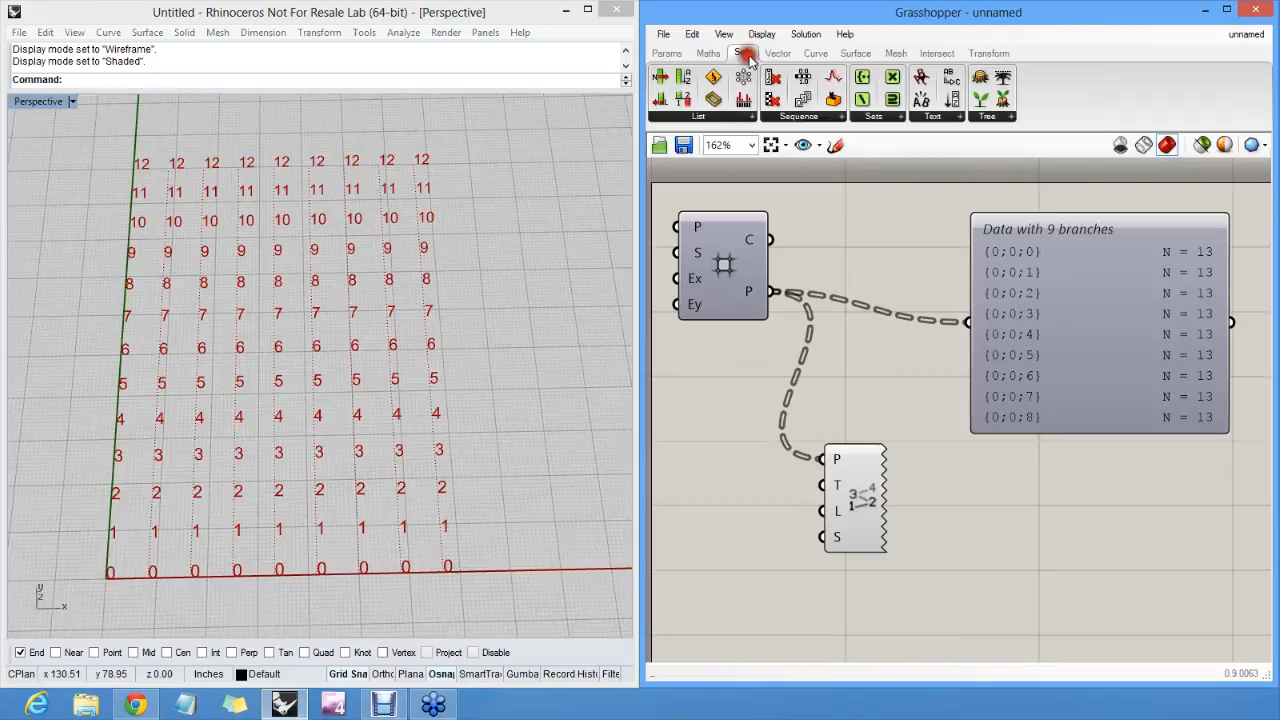 Untitled - Rhinoceros Not For Resale Lab (64-bit) - [Perspective]
File Edit View Curve Surface Solid Mesh Dimension Transform Tools Analyze Render Panels Help
Display mode set to "Wireframe".
Display mode set to "Shaded".
Command:
Perspective
12 12 12 12 12 12 12 12 12
11 11 11 11 11 11 11 11 11
10 10 10 10 10 10 10 10 10
9 9 9 9 9 9 9 9 9
8 8 8 8 8 8 8 8 8
7 7 7 7 7 7 7 7 7
6 6 6 6 6 6 6 6 6
5 5 5 5 5 5 5 5 5
4 4 4 4 4 4 4 4 4
3 3 3 3 3 3 3 3 3
2 2 2 2 2 2 2 2 2
1 1 1 1 1 1 1 1 1
0 0 0 0 0 0 0 0 0
y
z
x
End Near Point Mid Cen Int Perp Tan Quad Knot Vertex Project Disable
CPlan x 130.51 y 78.95 z 0.00 Inches Default Grid Sna Ortho Plana Osna SmartTra Gumba Record Hist Filte
Grasshopper - unnamed
File Edit View Display Solution Help unnamed
Params Maths Vector Curve Surface Mesh Intersect Transform
List Sequence Sets Text Tree
162%
P
S
Ex
Ey
C
P
Data with 9 branches
{0;0;0} N = 13
{0;0;1} N = 13
{0;0;2} N = 13
{0;0;3} N = 13
{0;0;4} N = 13
{0;0;5} N = 13
{0;0;6} N = 13
{0;0;7} N = 13
{0;0;8} N = 13
P
T
L
S
3 4
1 2
0.9.0063